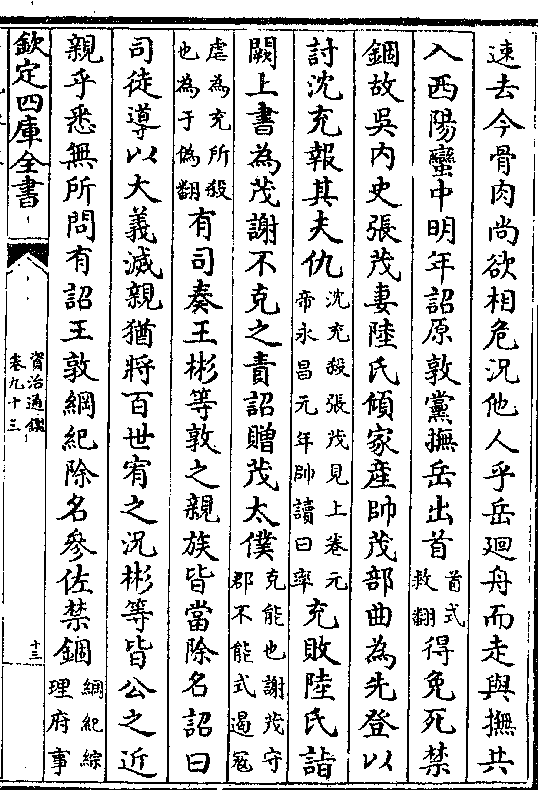 速去今骨肉尚欲相危況他人乎岳迴舟而走與撫共
入西陽蠻中明年詔原敦黨撫岳出首首式救翻得免死禁
錮故吳内史張茂妻陸氏傾家產帥茂部曲為先登以
討沈充報其夫仇沈充殺張茂見上卷元帝永昌元年帥讀曰率充敗陸氏詣
闕上書為茂謝不克之責詔贈茂太僕克能也謝茂守郡不能式遏冦
虐為充所殺也為于偽翻有司奏王彬等敦之親族皆當除名詔曰
司徒導以大義滅親猶將百世宥之況彬等皆公之近
親乎悉無所問有詔王敦綱紀除名參佐禁錮綱紀綜理府事
欽定四庫全書
資治通鑑
卷九十三
十三